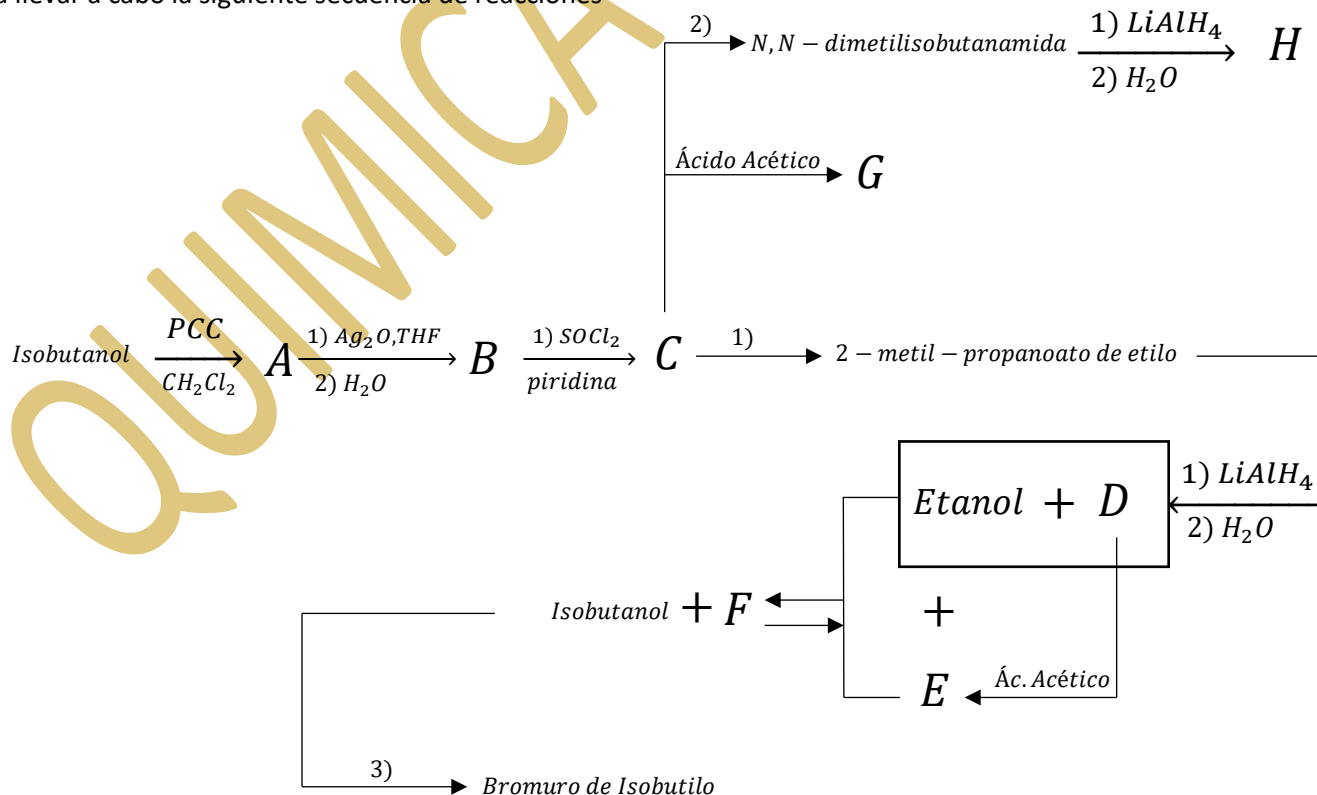 a llevar a cabo la siguiente secuencia de reacciones
QUIMICA
2) N, N − dimetilisobutanamida 1) LiAlH₄ 2) H₂O H
Ácido Acético G
Isobutanol PCC CH₂Cl₂ A 1) Ag₂O,THF 2) H₂O B 1) SOCl₂ piridina C 1) 2 − metil − propanoato de etilo
Etanol + D 1) LiAlH₄ 2) H₂O
Isobutanol + F +
E Ác. Acético
3) Bromuro de Isobutilo